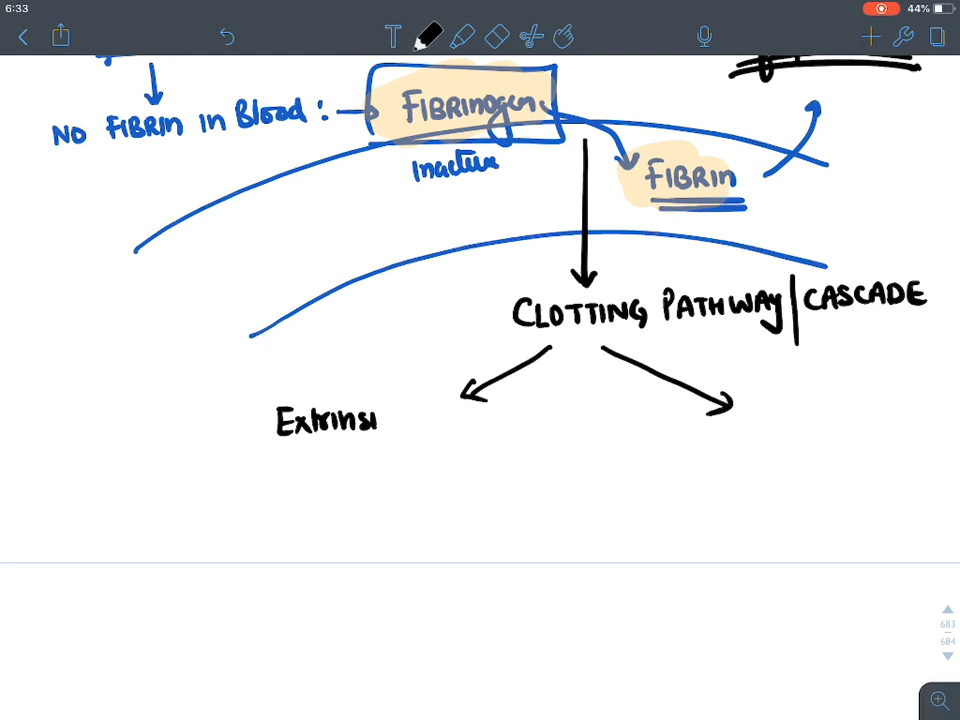 6:33
44%
T
NO FIBRIN in Blood :
FIBRInogen
Inactive
FIBRIn
CLOTTING PATHWAY | CASCADE
Extrinsi
683
684